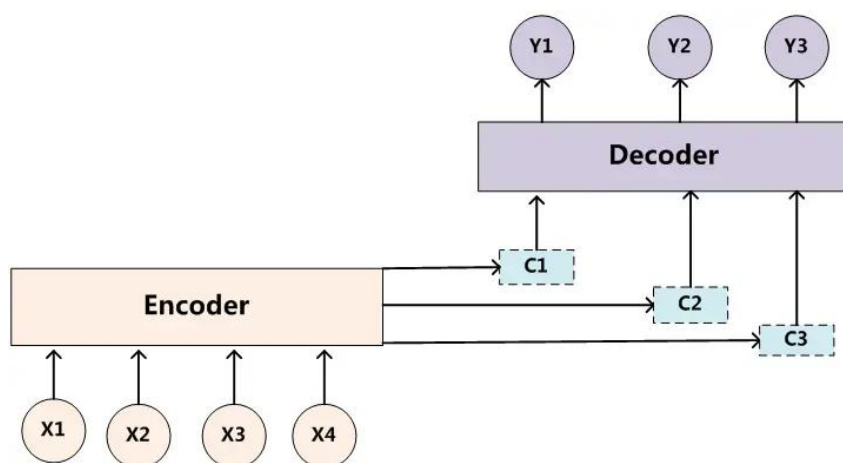 Y1 Y2 Y3
Decoder
C1
Encoder
C2
C3
X1 X2 X3 X4